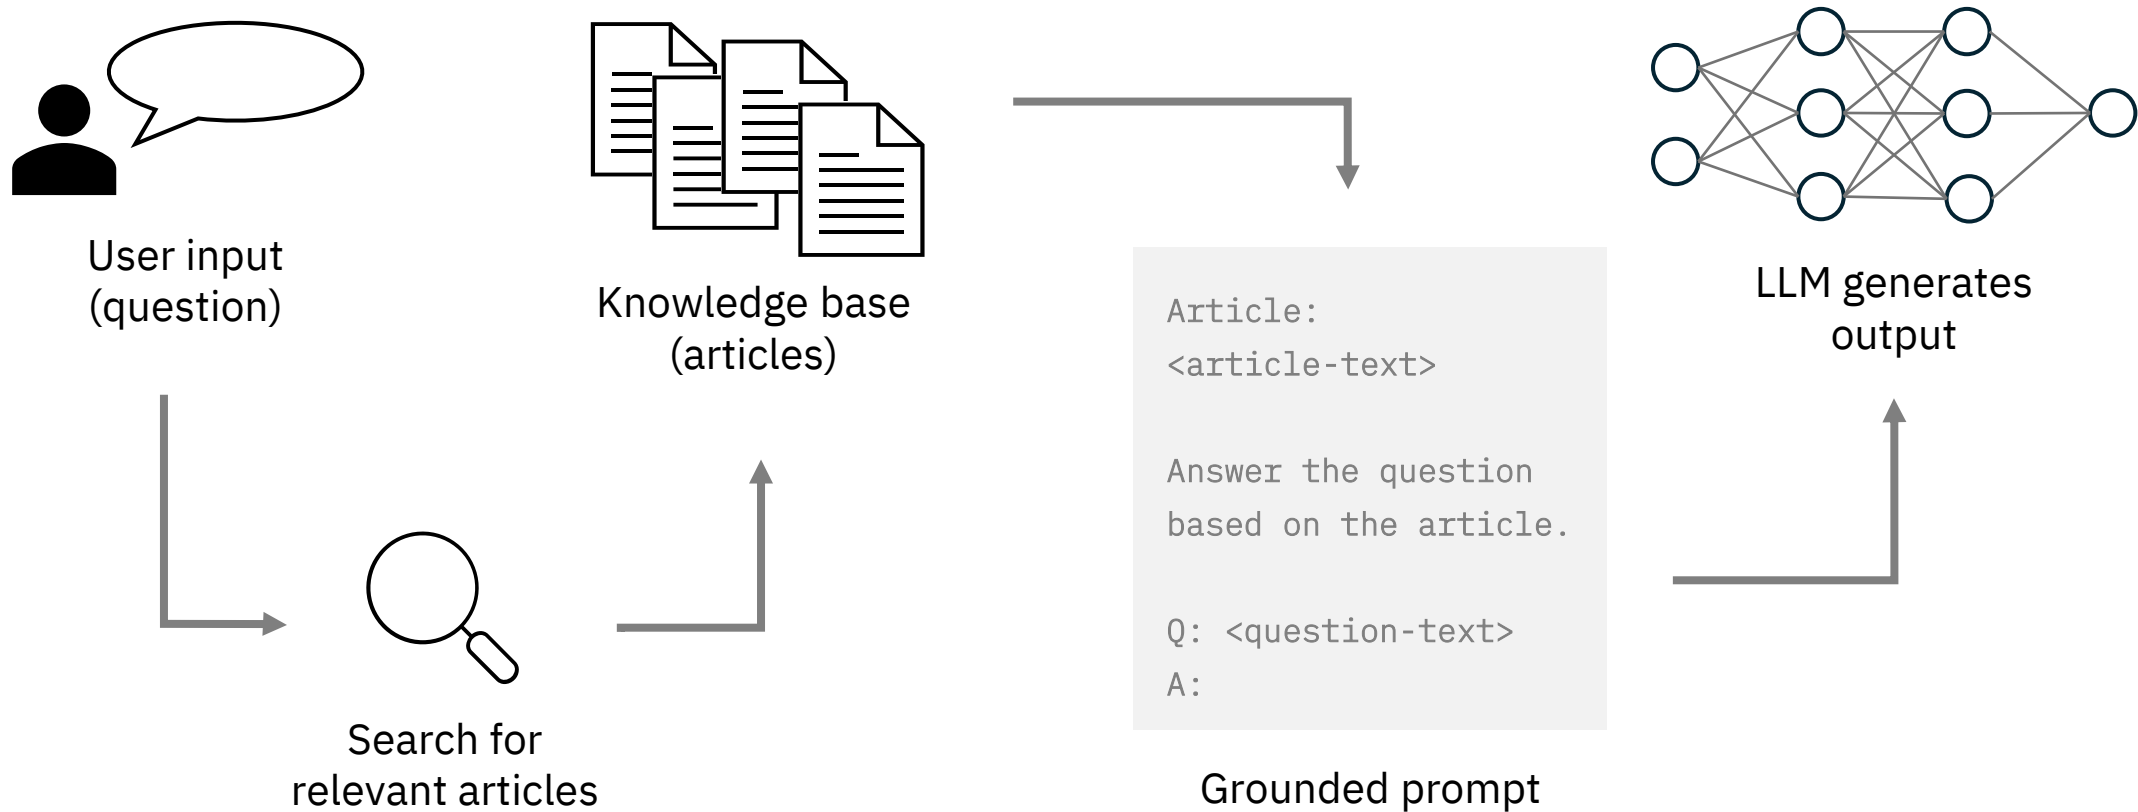 User input
(question)
Search for
relevant articles
Knowledge base
(articles)
Article:
<article-text>
Answer the question
based on the article.
Q: <question-text>
A:
Grounded prompt
LLM generates
output